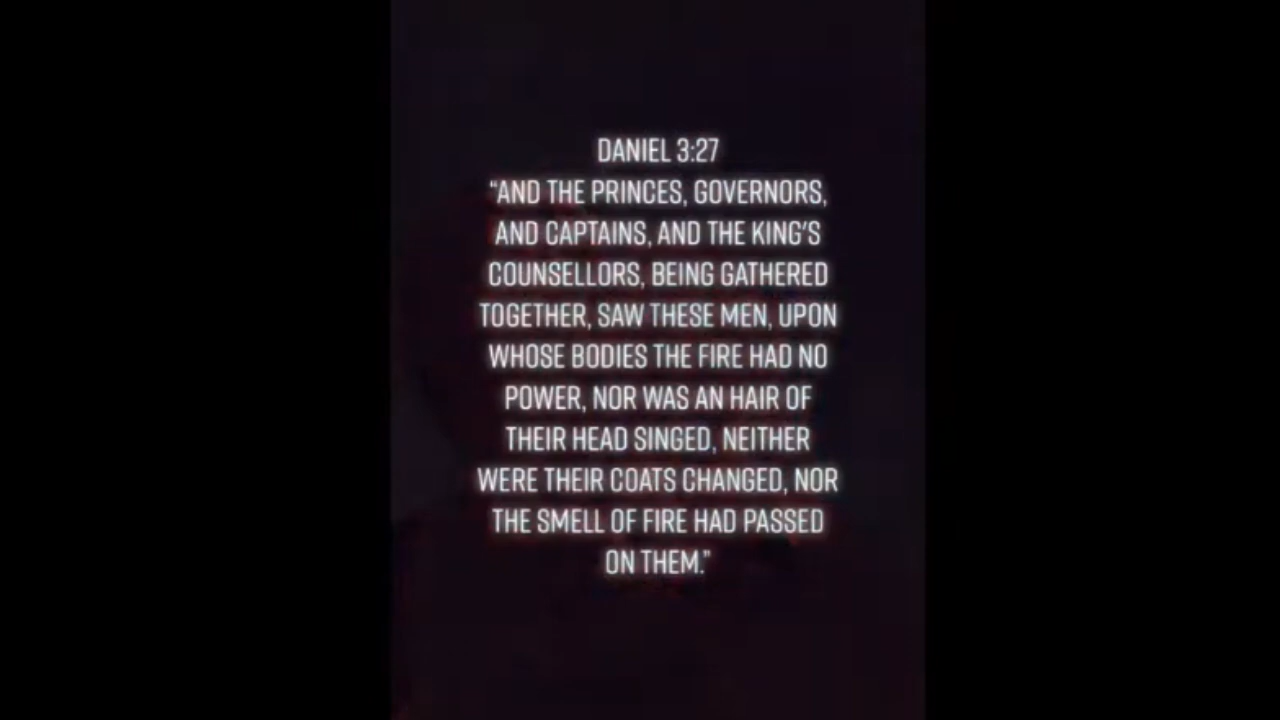 DANIEL 3:27
“AND THE PRINCES, GOVERNORS,
AND CAPTAINS, AND THE KING'S
COUNSELLORS, BEING GATHERED
TOGETHER, SAW THESE MEN, UPON
WHOSE BODIES THE FIRE HAD NO
POWER, NOR WAS AN HAIR OF
THEIR HEAD SINGED, NEITHER
WERE THEIR COATS CHANGED, NOR
THE SMELL OF FIRE HAD PASSED
ON THEM.”